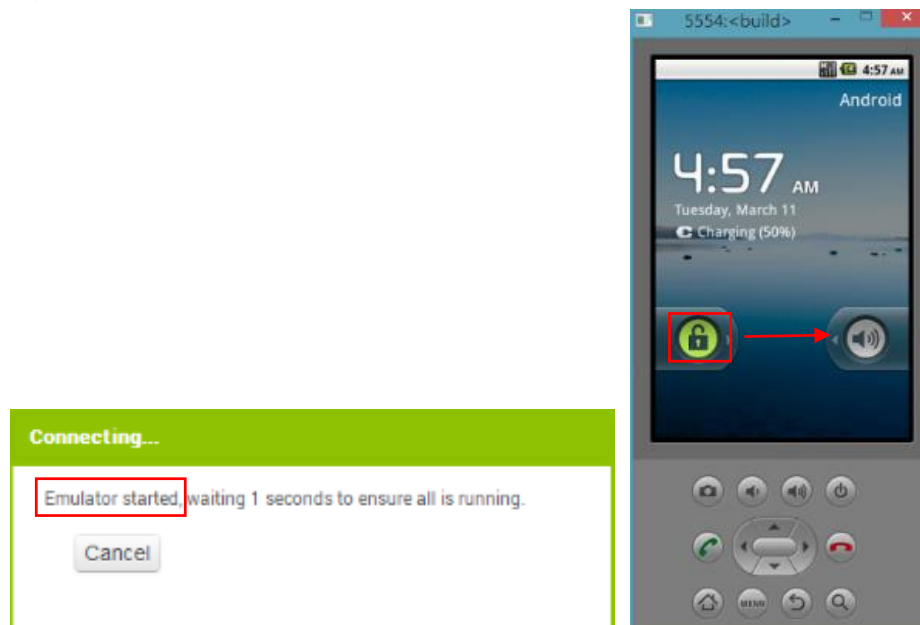 5554:<build>
4:57 AM
Android
4:57 AM
Tuesday, March 11
Charging (50%)
Connecting...
Emulator started, waiting 1 seconds to ensure all is running.
Cancel
MENU